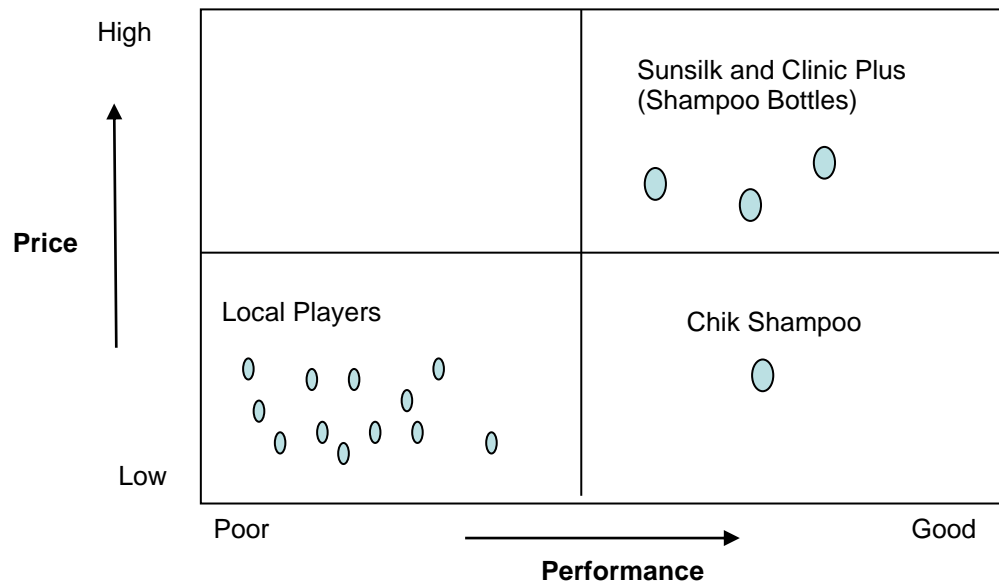 High
Sunsilk and Clinic Plus
(Shampoo Bottles)
Price
Local Players
Chik Shampoo
Low
Poor
Good
Performance